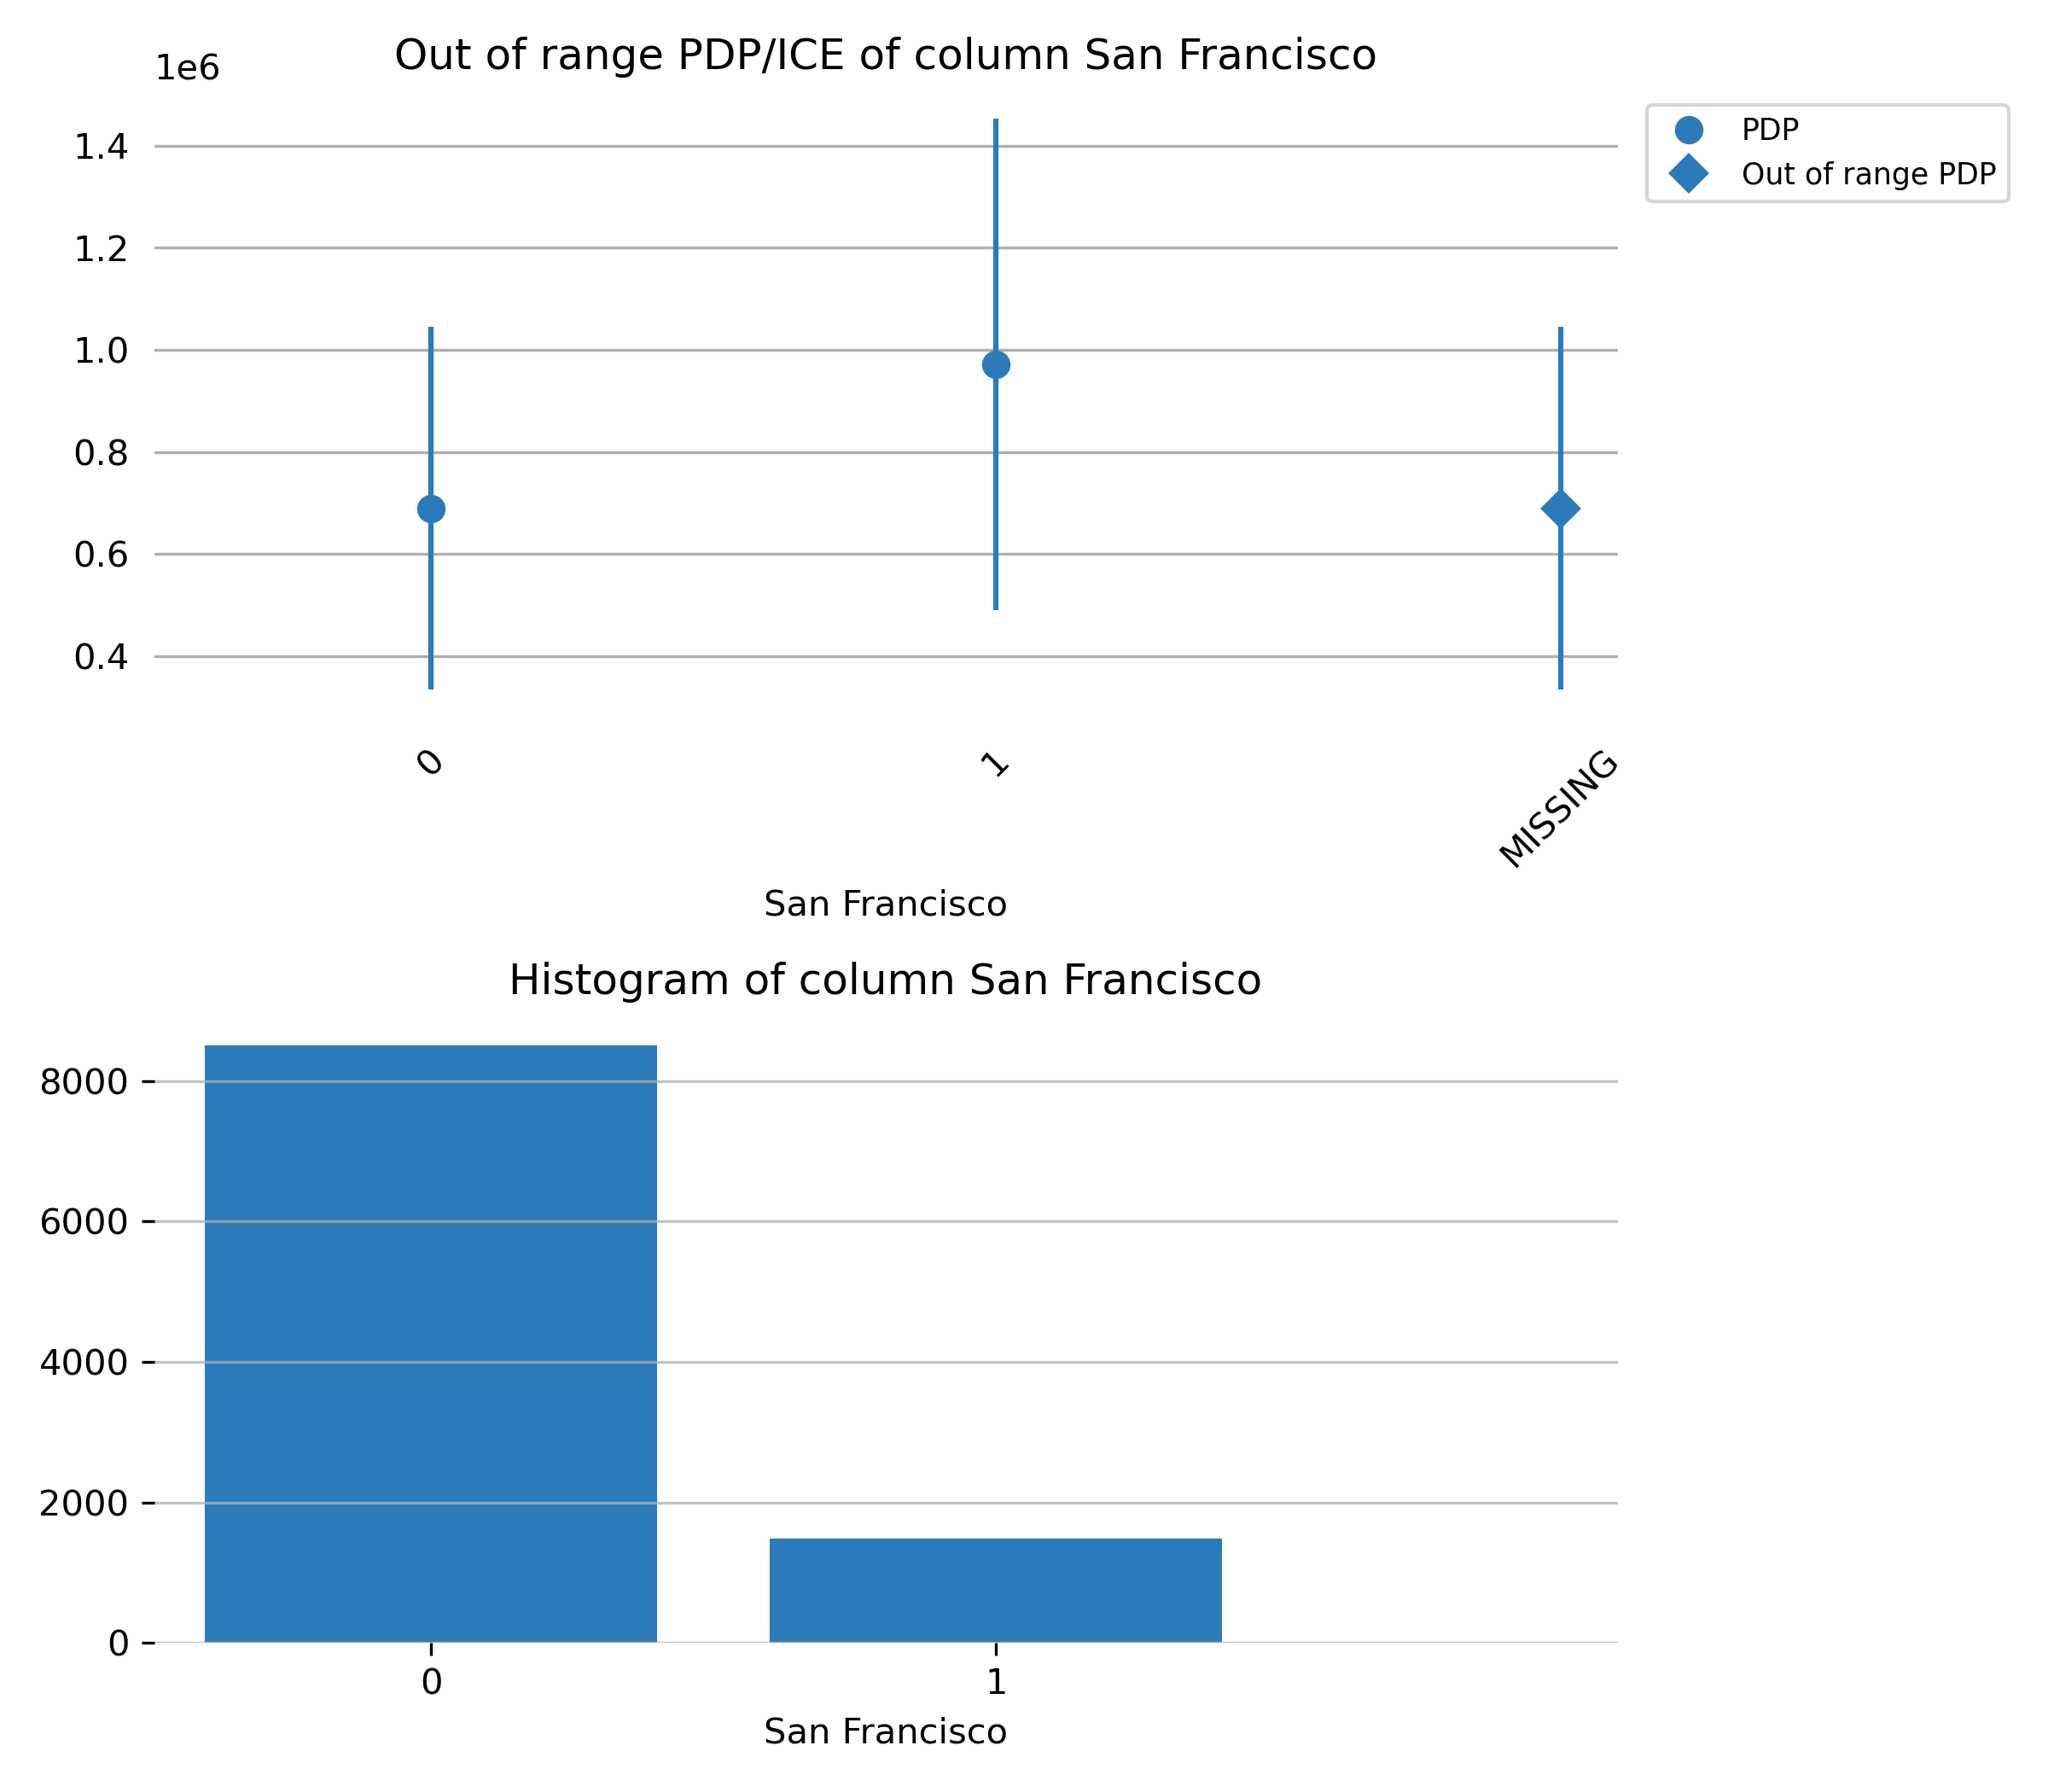 Out of range PDP/ICE of column San Francisco
1e6
PDP
Out of range PDP
1.4
1.2
1.0
0.8
0.6
0.4
0 1 MISSING
San Francisco
Histogram of column San Francisco
8000
6000
4000
2000
0
0 1
San Francisco